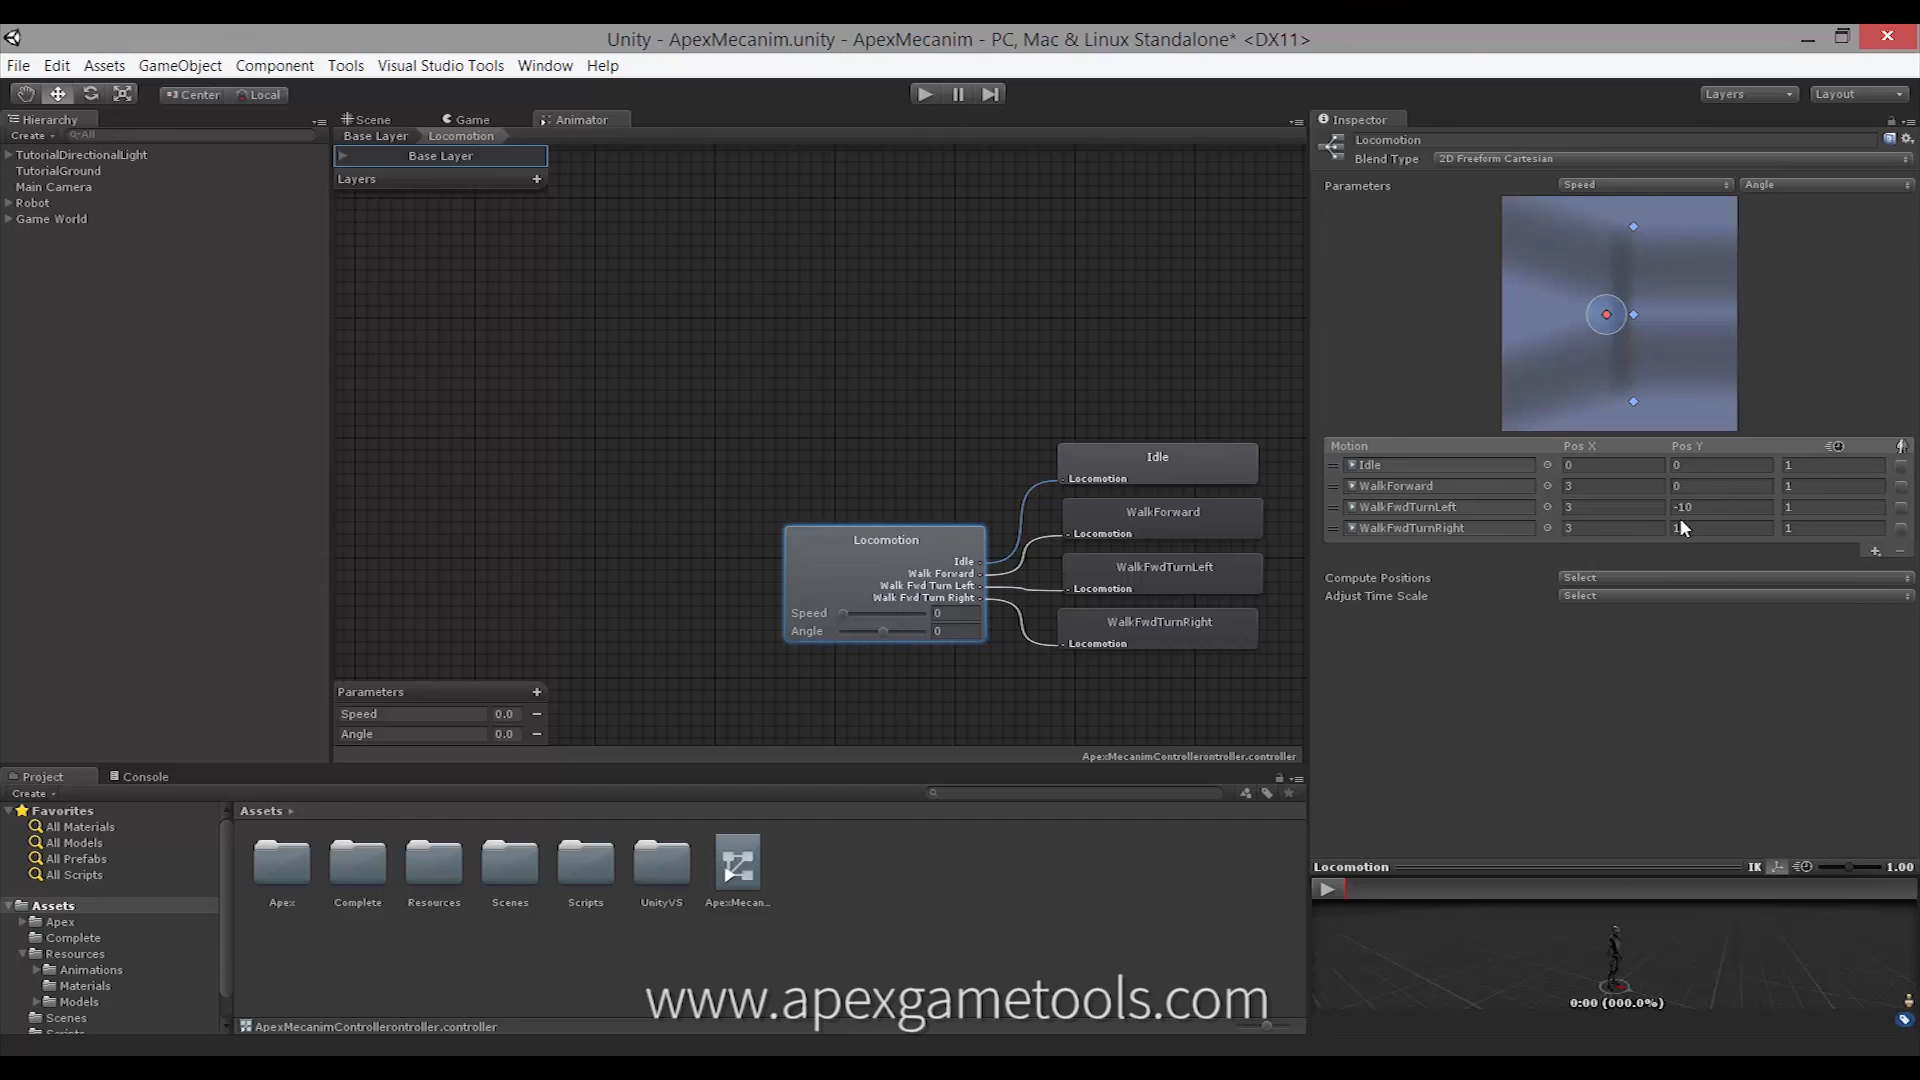 Unity - ApexMecanim.unity - ApexMecanim - PC, Mac & Linux Standalone* <DX11>
File Edit Assets GameObject Component Tools Visual Studio Tools Window Help
Center Local Layers Layout
Hierarchy
Create All
TutorialDirectionalLight
TutorialGround
Main Camera
Robot
Game World
Scene Game Animator
Base Layer Locomotion
Base Layer
Layers
Idle
Locomotion
WalkForward
Locomotion
WalkFwdTurnLeft
Locomotion
WalkFwdTurnRight
Locomotion
Locomotion
Idle
Walk Forward
Walk Fwd Turn Left
Walk Fwd Turn Right
Speed 0
Angle 0
Parameters
Speed 0.0
Angle 0.0
ApexMecanimControllerontroller.controller
Inspector
Locomotion
Blend Type 2D Freeform Cartesian
Parameters Speed Angle
Motion Pos X Pos Y
Idle 0 0 1
WalkForward 3 0 1
WalkFwdTurnLeft 3 -10 1
WalkFwdTurnRight 3 1
Compute Positions Select
Adjust Time Scale Select
Locomotion IK 1.00
0:00 (000.0%)
Project Console
Create
Favorites
All Materials
All Models
All Prefabs
All Scripts
Assets
Apex
Complete
Resources
Animations
Materials
Models
Scenes
Assets
Apex Complete Resources Scenes Scripts UnityVS ApexMecan...
ApexMecanimControllerontroller.controller
www.apexgametools.com